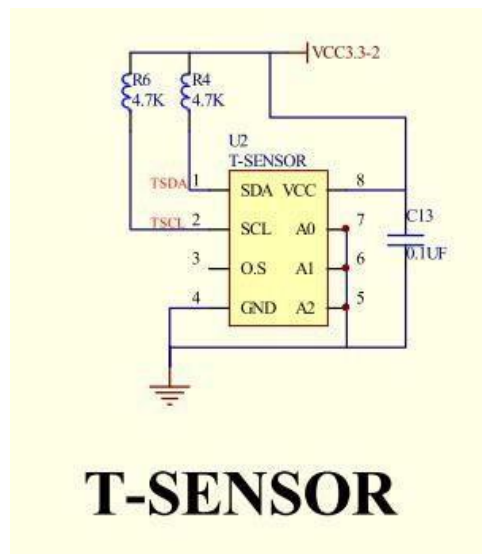 VCC3.3-2
R6
4.7K
R4
4.7K
U2
T-SENSOR
TSDA 1 SDA VCC 8
TSCL 2 SCL A0 7
3 O.S A1 6
4 GND A2 5
C13
0.1UF
T-SENSOR